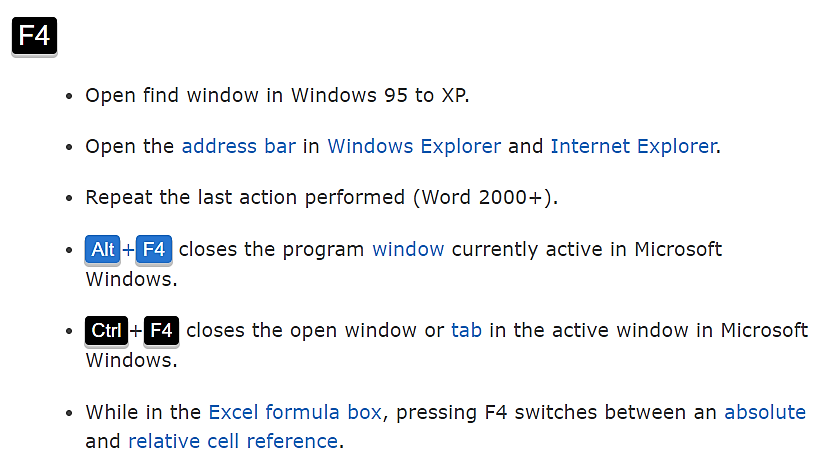 F4
Open find window in Windows 95 to XP.
Open the address bar in Windows Explorer and Internet Explorer.
Repeat the last action performed (Word 2000+).
Alt+F4 closes the program window currently active in Microsoft
Windows.
Ctrl+F4 closes the open window or tab in the active window in Microsoft
Windows.
While in the Excel formula box, pressing F4 switches between an absolute
and relative cell reference.